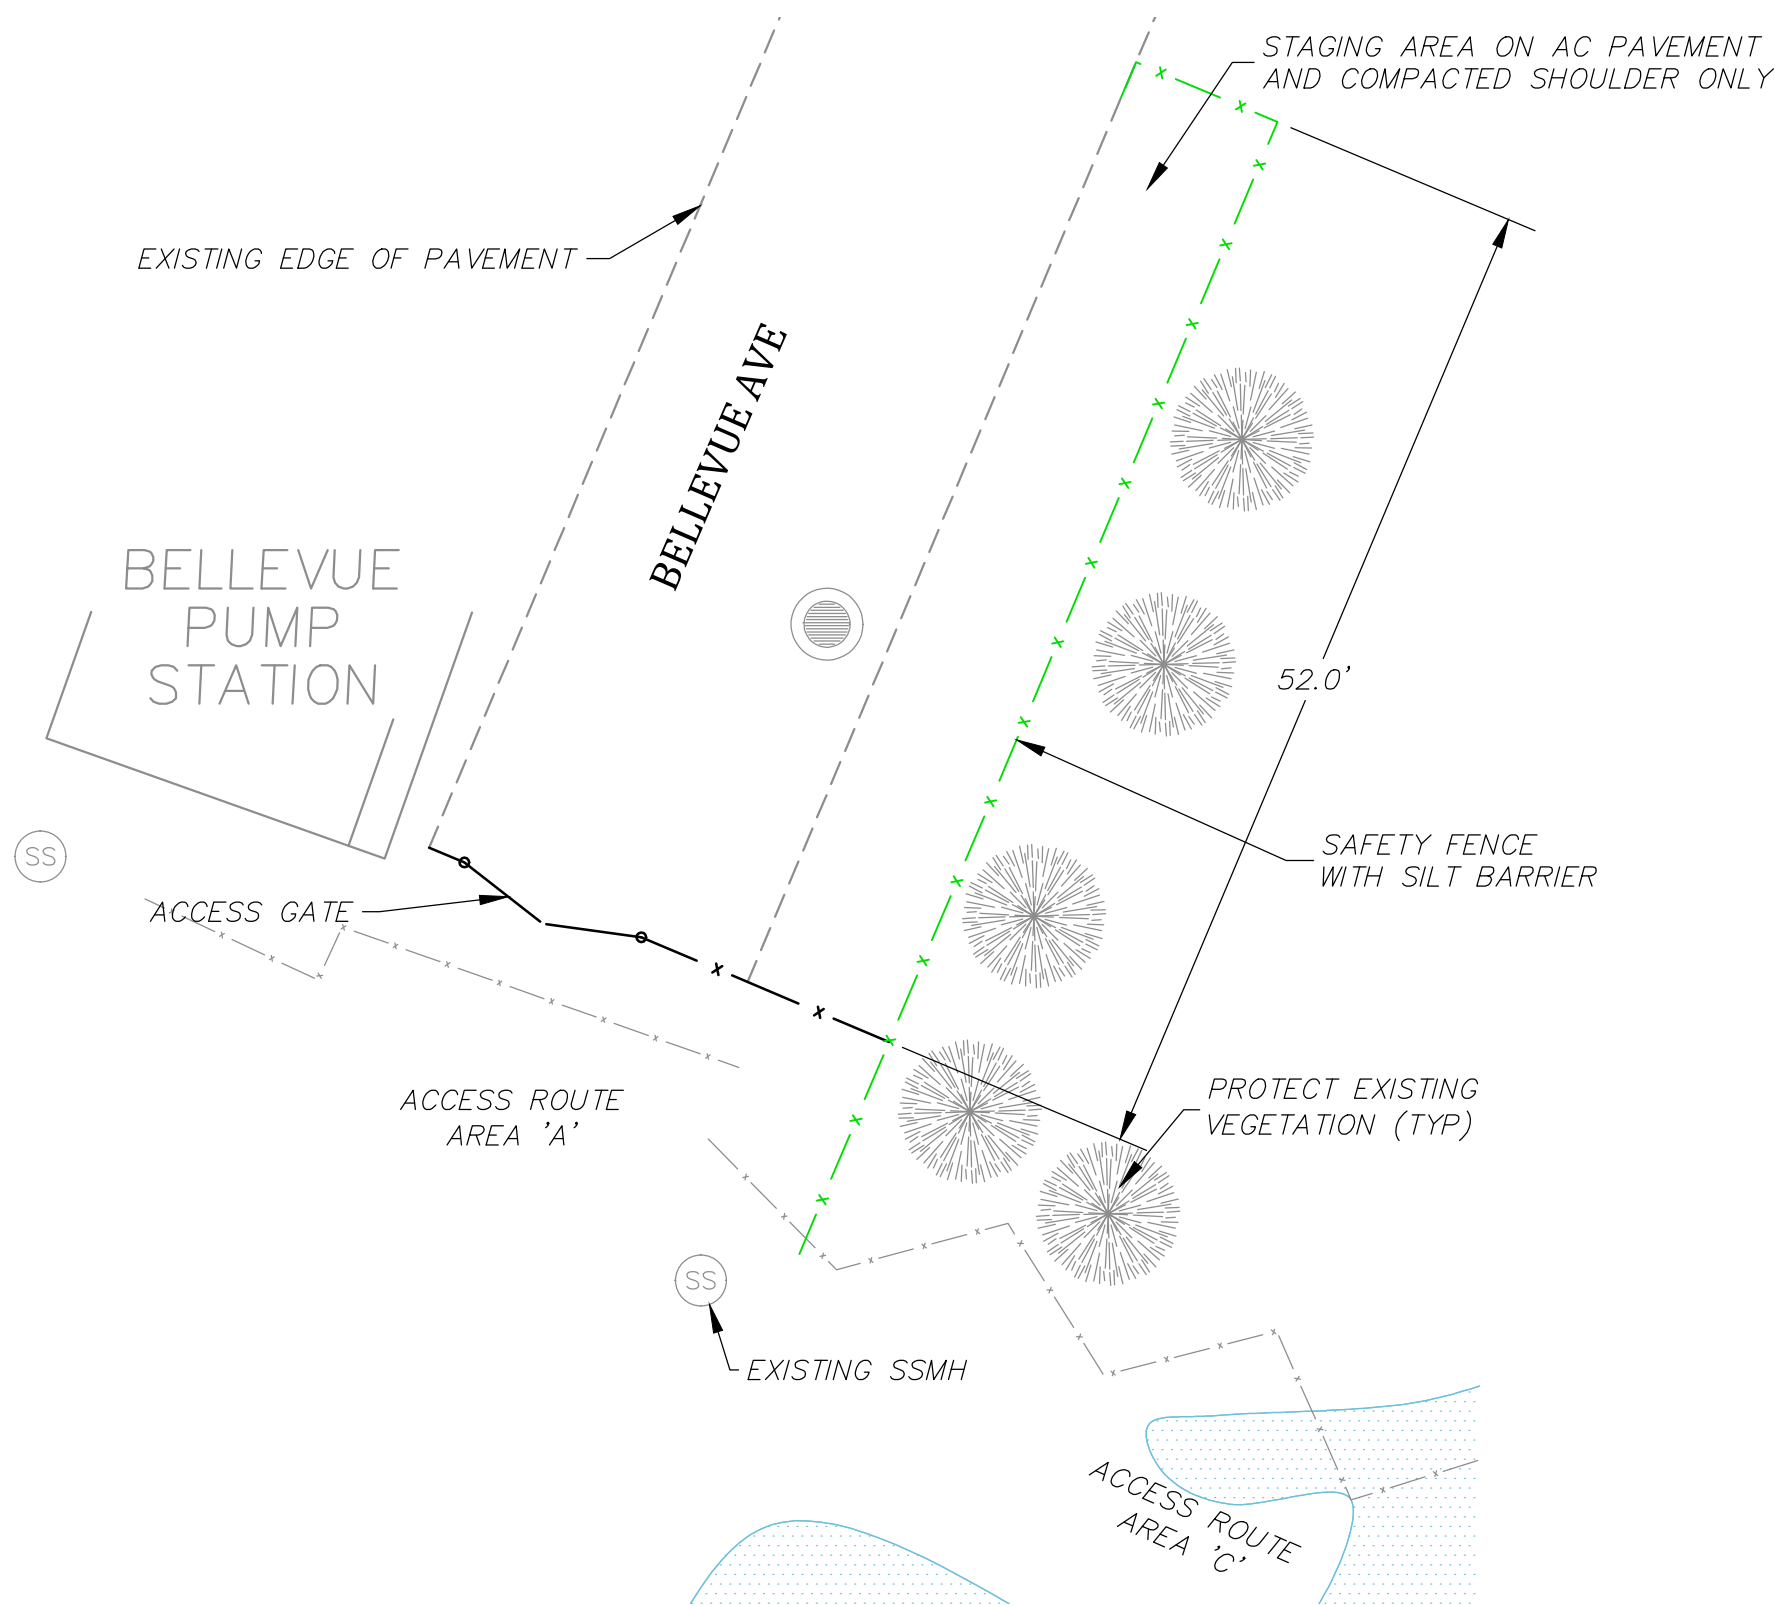 STAGING AREA ON AC PAVEMENT
AND COMPACTED SHOULDER ONLY
EXISTING EDGE OF PAVEMENT
BELLEVUE AVE
BELLEVUE
PUMP
STATION
52.0'
SAFETY FENCE
WITH SILT BARRIER
SS
ACCESS GATE
ACCESS ROUTE
AREA 'A'
PROTECT EXISTING
VEGETATION (TYP)
SS
EXISTING SSMH
ACCESS ROUTE
AREA 'C'